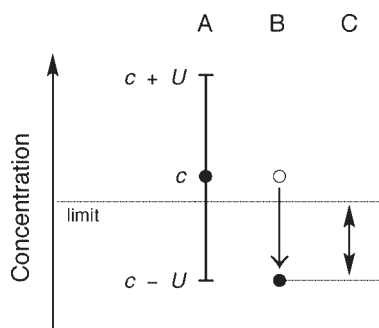 A B C
c + U
c
limit
c − U
Concentration